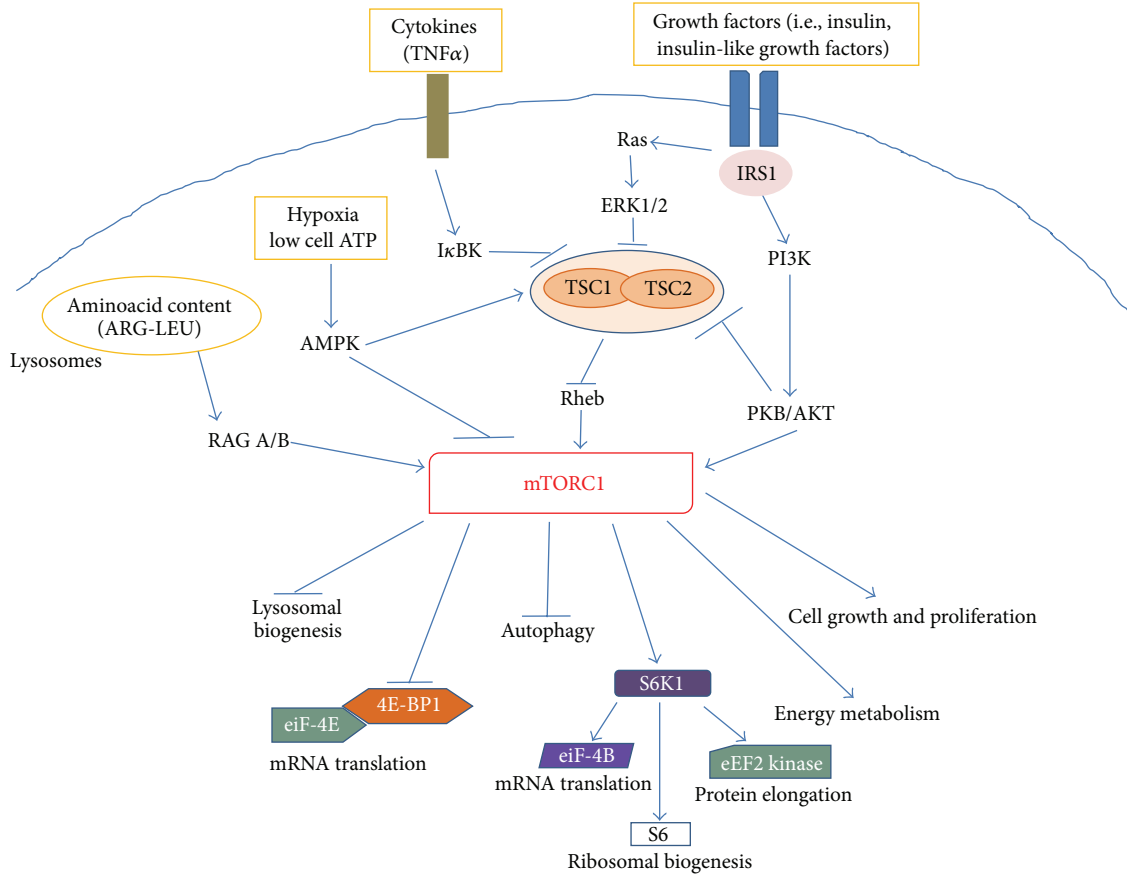 Cytokines
(TNFα)
Growth factors (i.e., insulin,
insulin-like growth factors)
Ras
IRS1
ERK1/2
Hypoxia
low cell ATP
IκBK
PI3K
TSC1
TSC2
Aminoacid content
(ARG-LEU)
Lysosomes
AMPK
Rheb
PKB/AKT
RAG A/B
mTORC1
Lysosomal
biogenesis
Autophagy
Cell growth and proliferation
S6K1
4E-BP1
eiF-4E
mRNA translation
Energy metabolism
eiF-4B
mRNA translation
eEF2 kinase
Protein elongation
S6
Ribosomal biogenesis